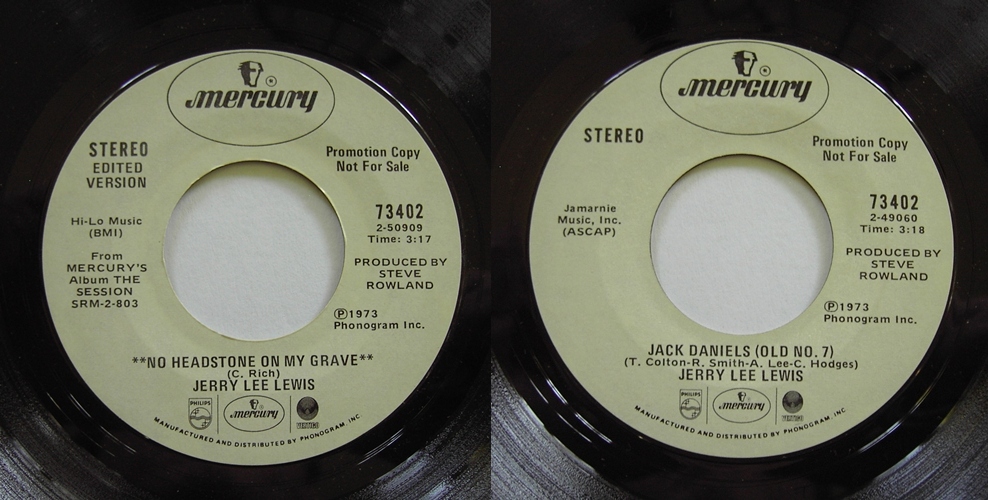 mercury
®
STEREO
EDITED
VERSION
Promotion Copy
Not For Sale
Hi-Lo Music
(BMI)
From
MERCURY'S
Album THE
SESSION
SRM-2-803
73402
2-50909
Time: 3:17
PRODUCED BY
STEVE
ROWLAND
Ⓟ1973
Phonogram Inc.
**NO HEADSTONE ON MY GRAVE**
(C. Rich)
JERRY LEE LEWIS
PHILIPS
mercury
VERTIGO
MANUFACTURED AND DISTRIBUTED BY PHONOGRAM, INC.
mercury
®
STEREO
Promotion Copy
Not For Sale
Jamarnie
Music, Inc.
(ASCAP)
73402
2-49060
Time: 3:18
PRODUCED BY
STEVE
ROWLAND
Ⓟ1973
Phonogram Inc.
JACK DANIELS (OLD NO. 7)
(T. Colton-R. Smith-A. Lee-C. Hodges)
JERRY LEE LEWIS
PHILIPS
mercury
VERTIGO
MANUFACTURED AND DISTRIBUTED BY PHONOGRAM, INC.